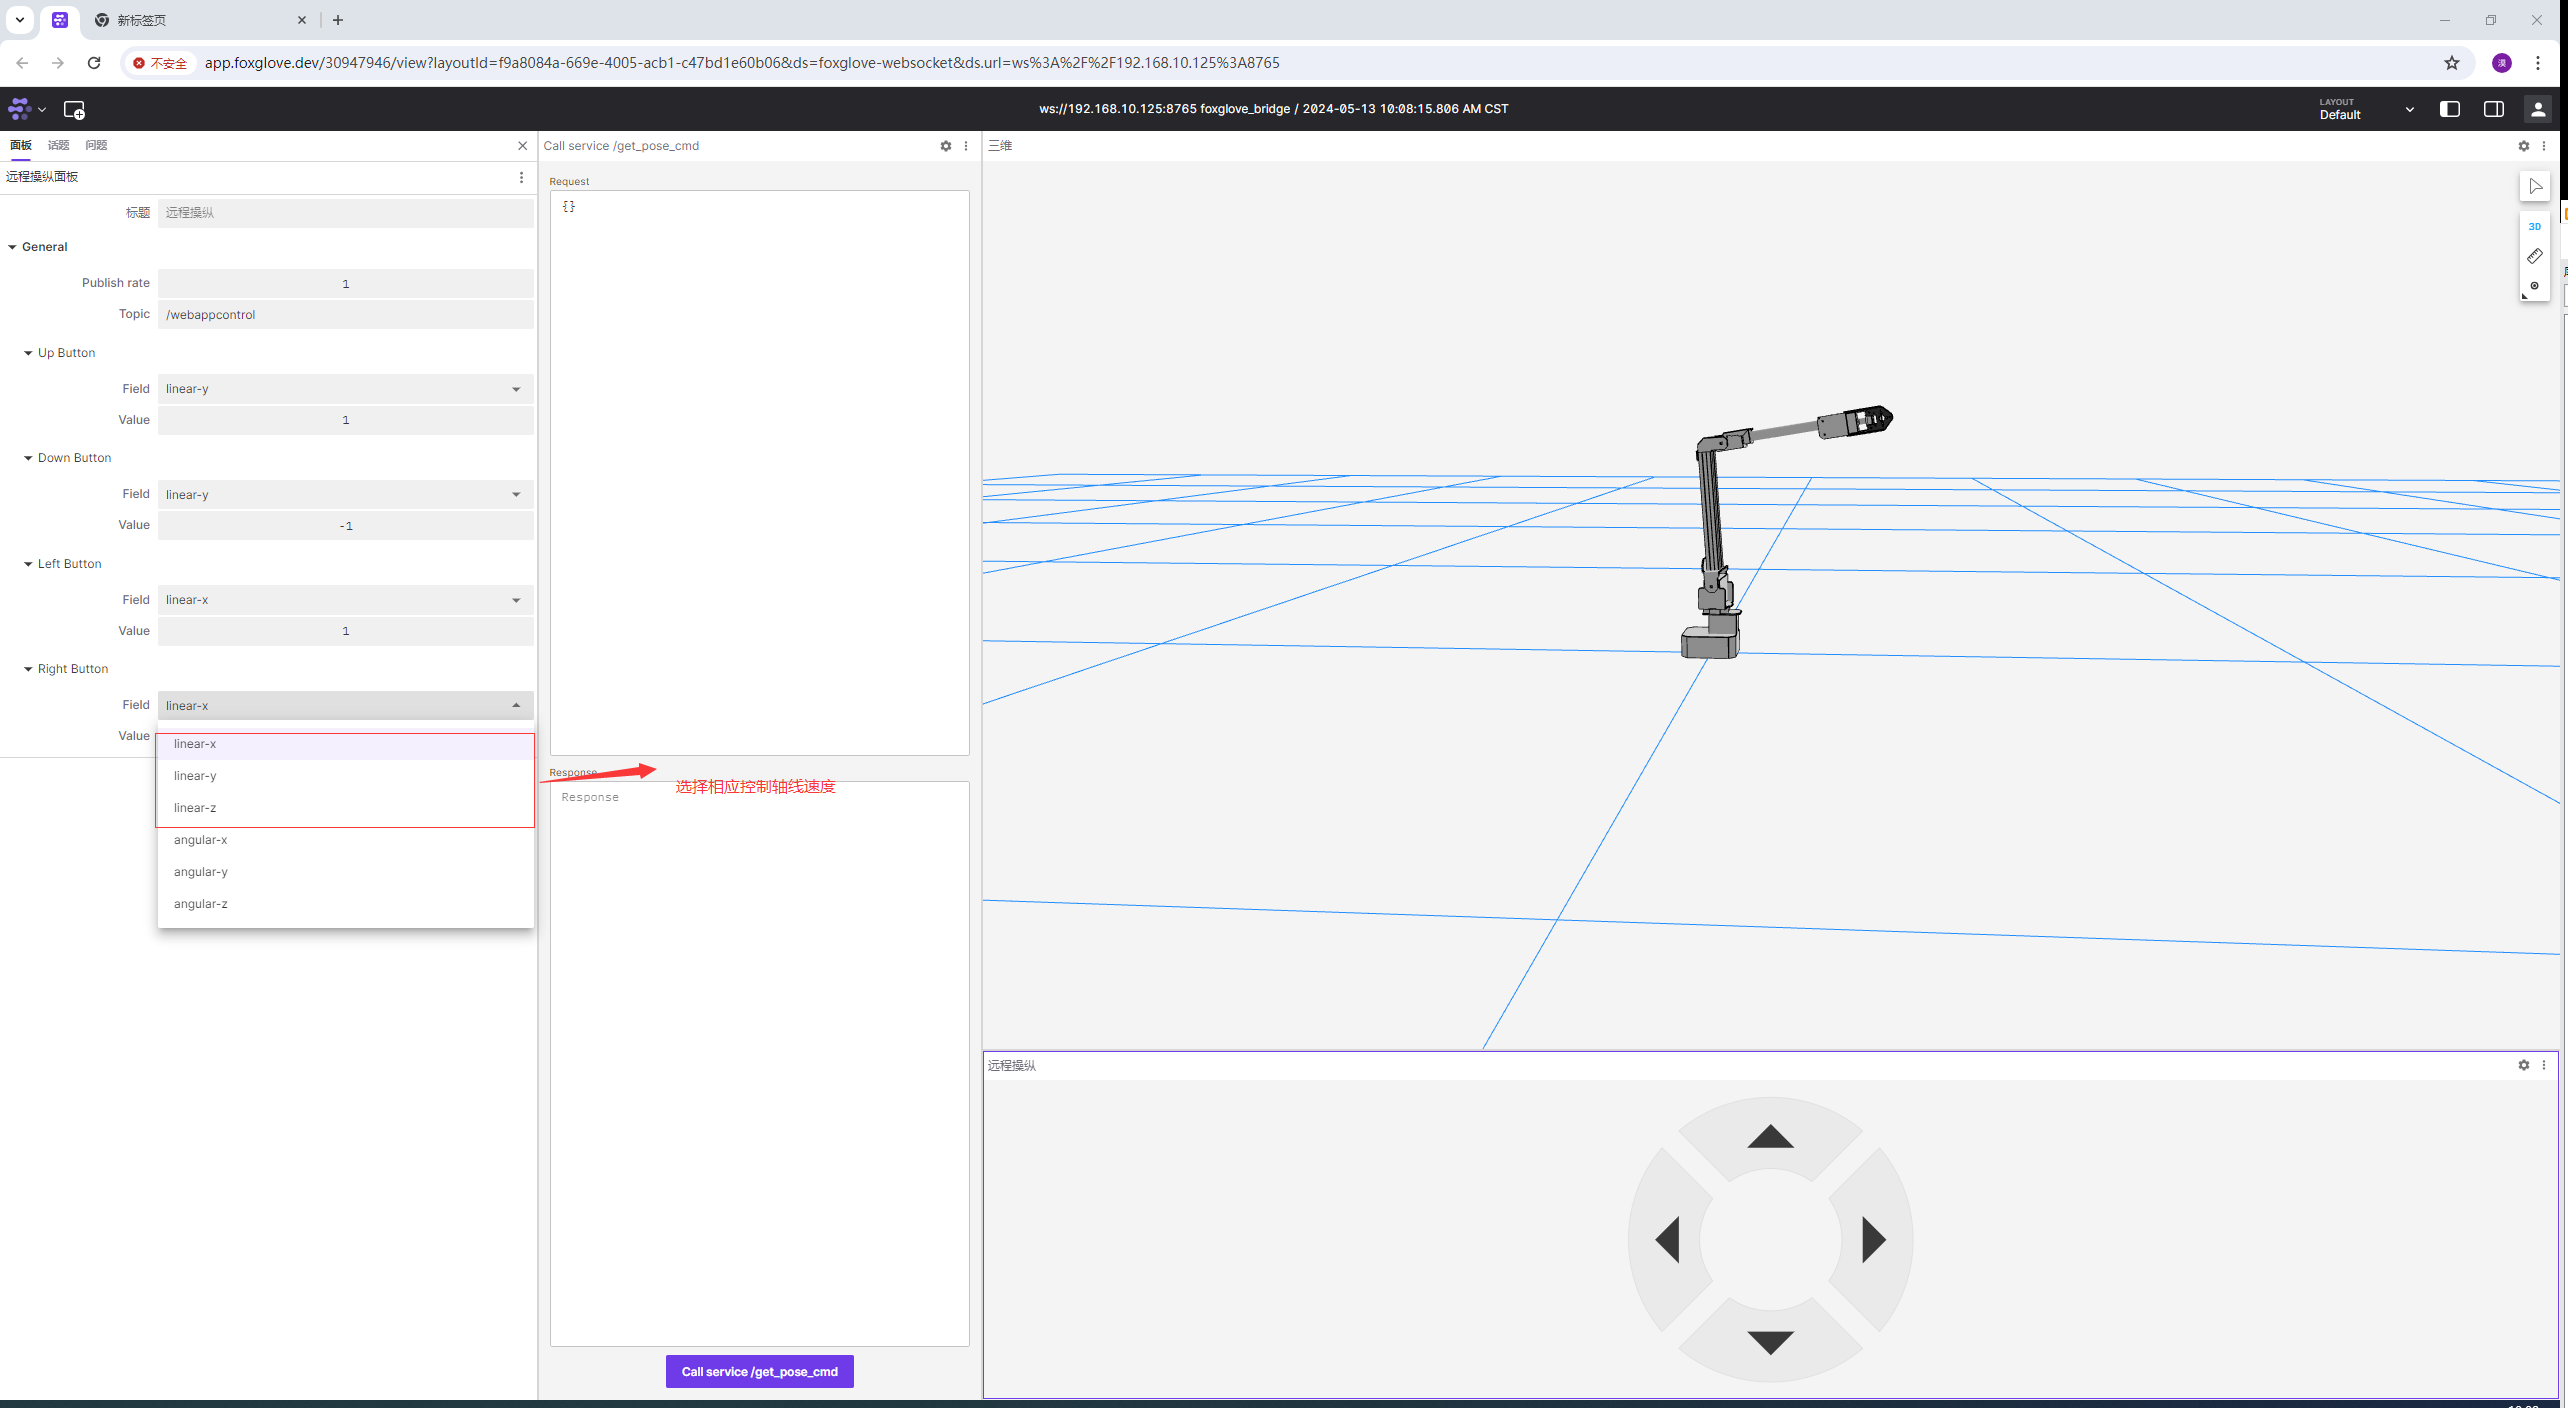 新标签页
不安全
app.foxglove.dev/30947946/view?layoutId=f9a8084a-669e-4005-acb1-c47bd1e60b06&ds=foxglove-websocket&ds.url=ws%3A%2F%2F192.168.10.125%3A8765
漠
ws://192.168.10.125:8765 foxglove_bridge / 2024-05-13 10:08:15.806 AM CST
LAYOUT
Default
面板 话题 问题
远程操纵面板
标题 远程操纵
General
Publish rate 1
Topic /webappcontrol
Up Button
Field linear-y
Value 1
Down Button
Field linear-y
Value -1
Left Button
Field linear-x
Value 1
Right Button
Field linear-x
Value
linear-x
linear-y
linear-z
angular-x
angular-y
angular-z
Call service /get_pose_cmd
Request
{}
Response
选择相应控制轴线速度
Response
Call service /get_pose_cmd
三维
3D
远程操纵